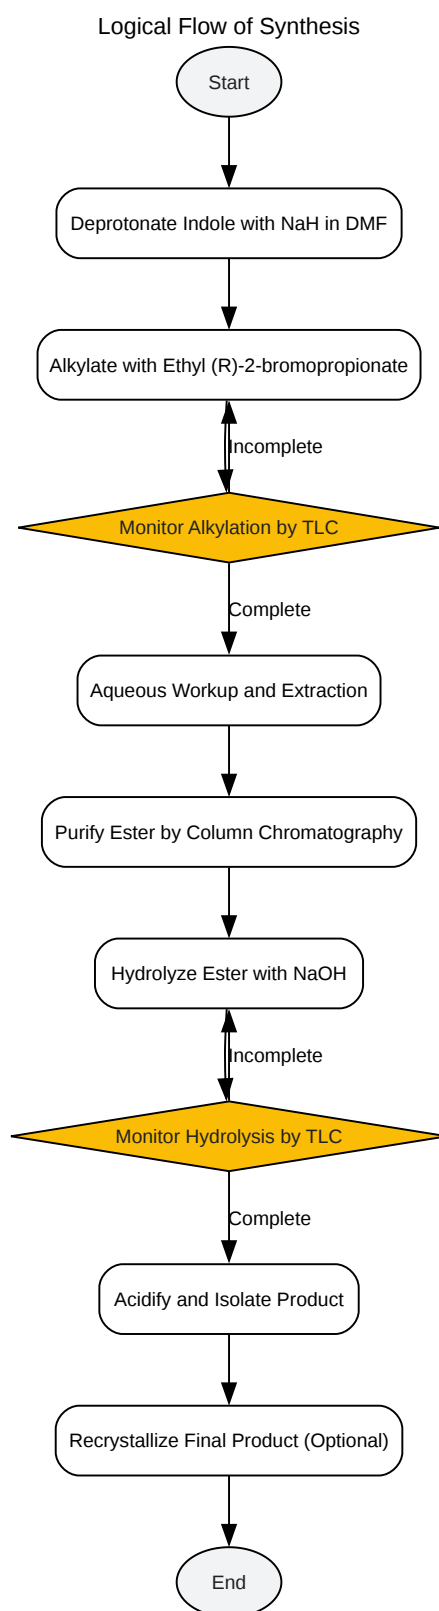 Logical Flow of Synthesis
Start
Deprotonate Indole with NaH in DMF
Alkylate with Ethyl (R)-2-bromopropionate
Incomplete
Monitor Alkylation by TLC
Complete
Aqueous Workup and Extraction
Purify Ester by Column Chromatography
Hydrolyze Ester with NaOH
Incomplete
Monitor Hydrolysis by TLC
Complete
Acidify and Isolate Product
Recrystallize Final Product (Optional)
End